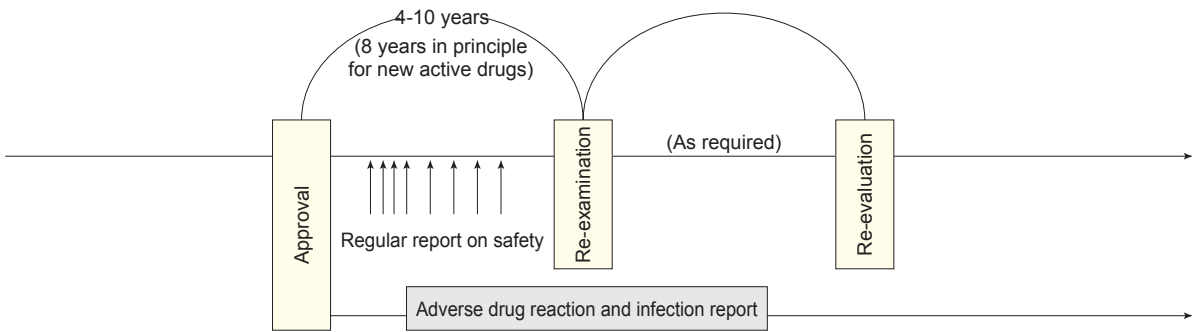 4-10 years
(8 years in principle
for new active drugs)
Approval
Regular report on safety
Re-examination
(As required)
Re-evaluation
Adverse drug reaction and infection report